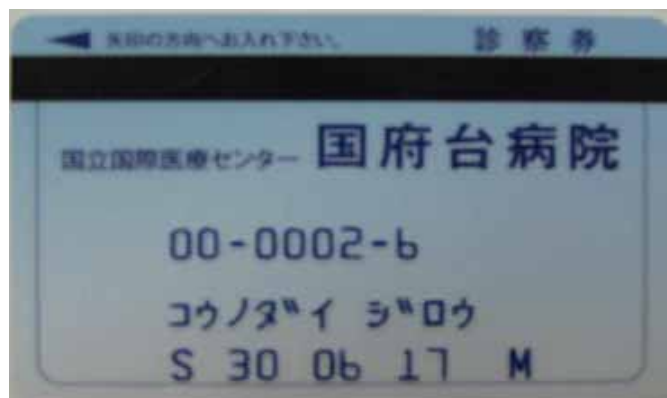 ◀ 矢印の方向へお入れ下さい。 診察券
国立国際医療センター 国府台病院
00-0002-6
コウノダイ ジロウ
S 30 06 17 M